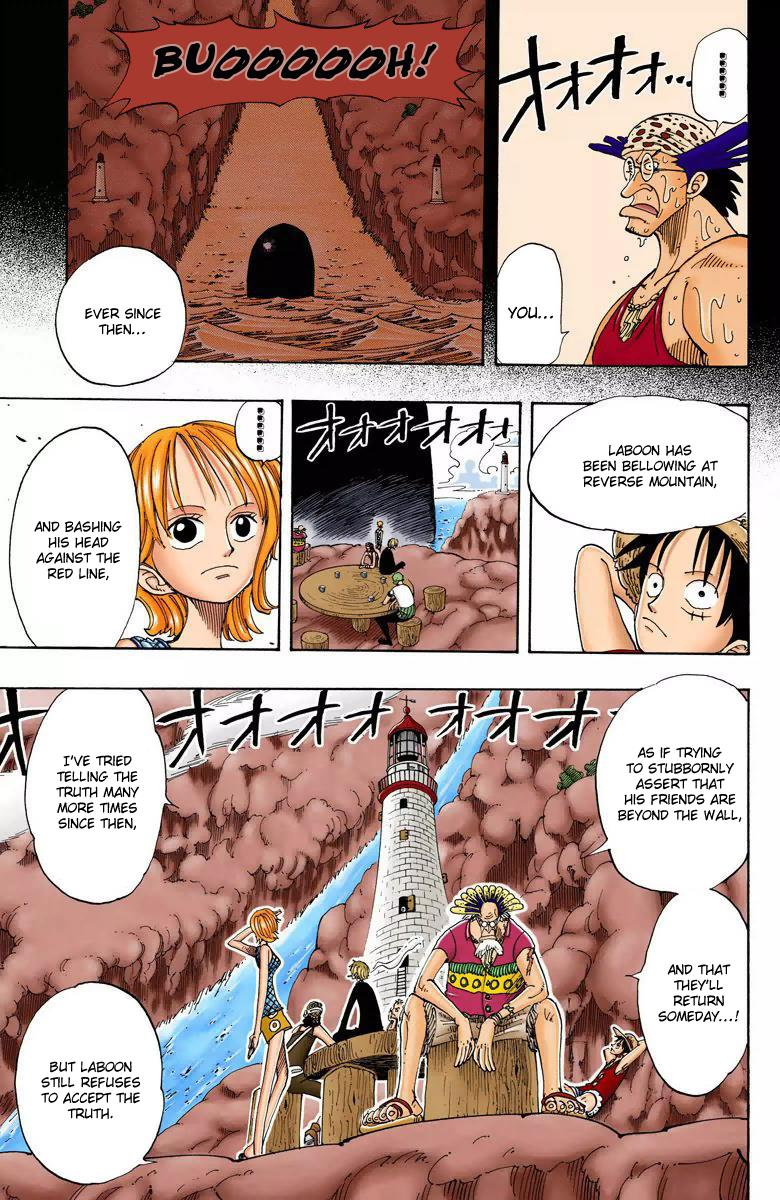 オオオオ...
......
YOU...
BUOOOOOH!
EVER SINCE
THEN...
LABOON HAS
BEEN BELLOWING AT
REVERSE MOUNTAIN,
オオオオオオ
......
AND BASHING
HIS HEAD
AGAINST THE
RED LINE,
オオオオオオオ
AS IF TRYING
TO STUBBORNLY
ASSERT THAT
HIS FRIENDS ARE
BEYOND THE WALL,
AND THAT
THEY'LL
RETURN
SOMEDAY...!
I'VE TRIED
TELLING THE
TRUTH MANY
MORE TIMES
SINCE THEN,
BUT LABOON
STILL REFUSES
TO ACCEPT THE
TRUTH.